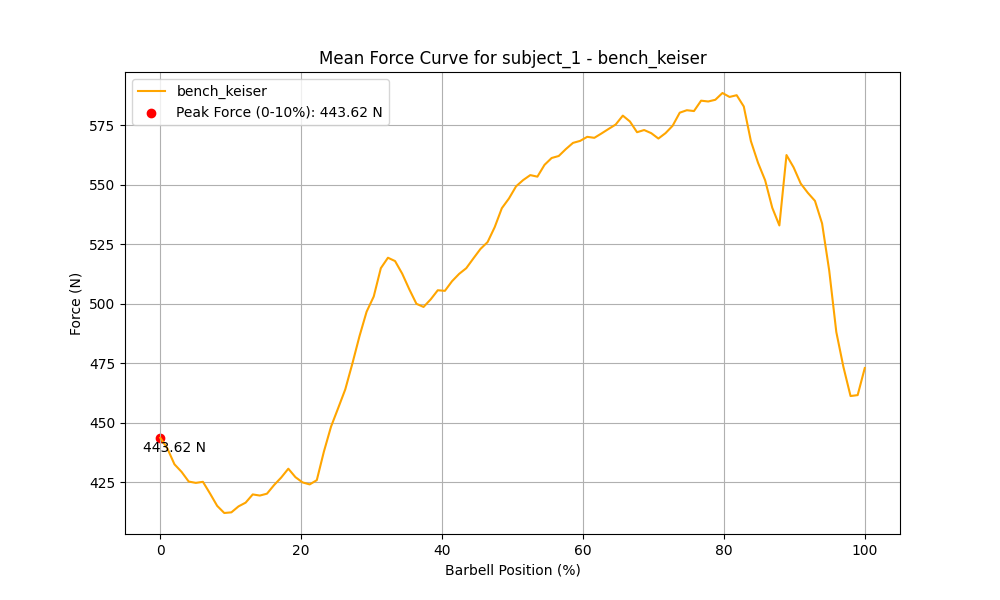 Mean Force Curve for subject_1 - bench_keiser
bench_keiser
Peak Force (0-10%): 443.62 N
575
550
525
500
475
450
425
Force (N)
443.62 N
0 20 40 60 80 100
Barbell Position (%)